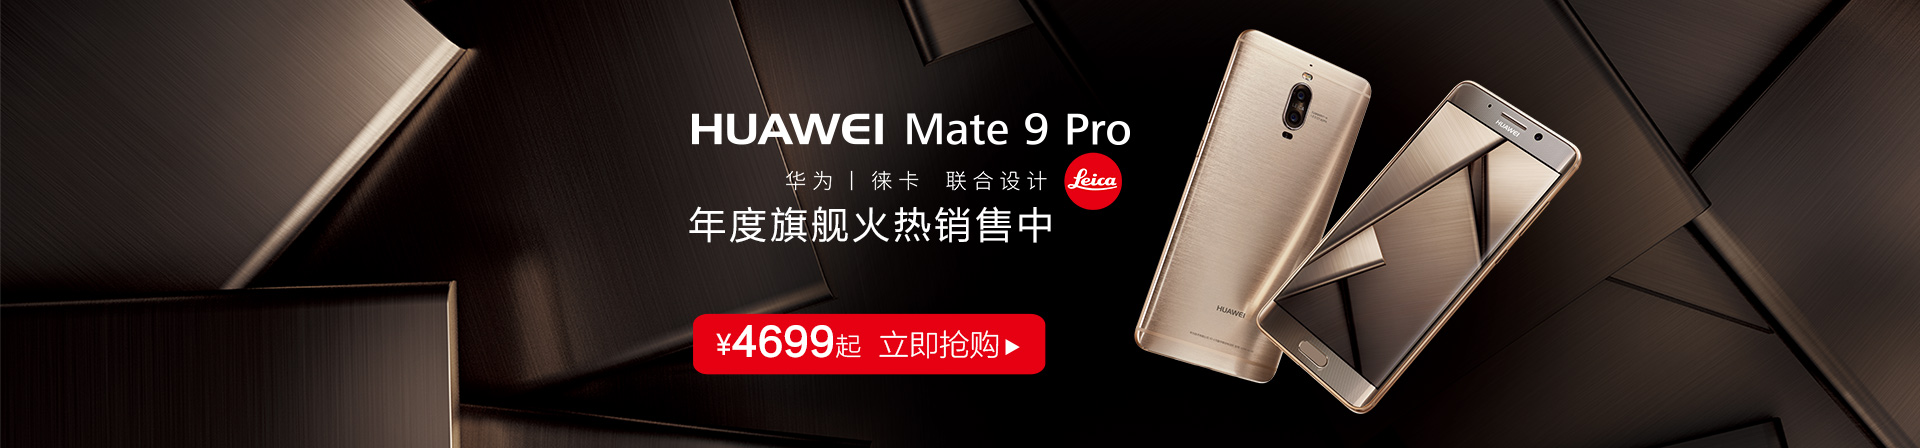 HUAWEI Mate 9 Pro
华为丨徕卡 联合设计 Leica
年度旗舰火热销售中
¥4699起 立即抢购
HUAWEI
HUAWEI